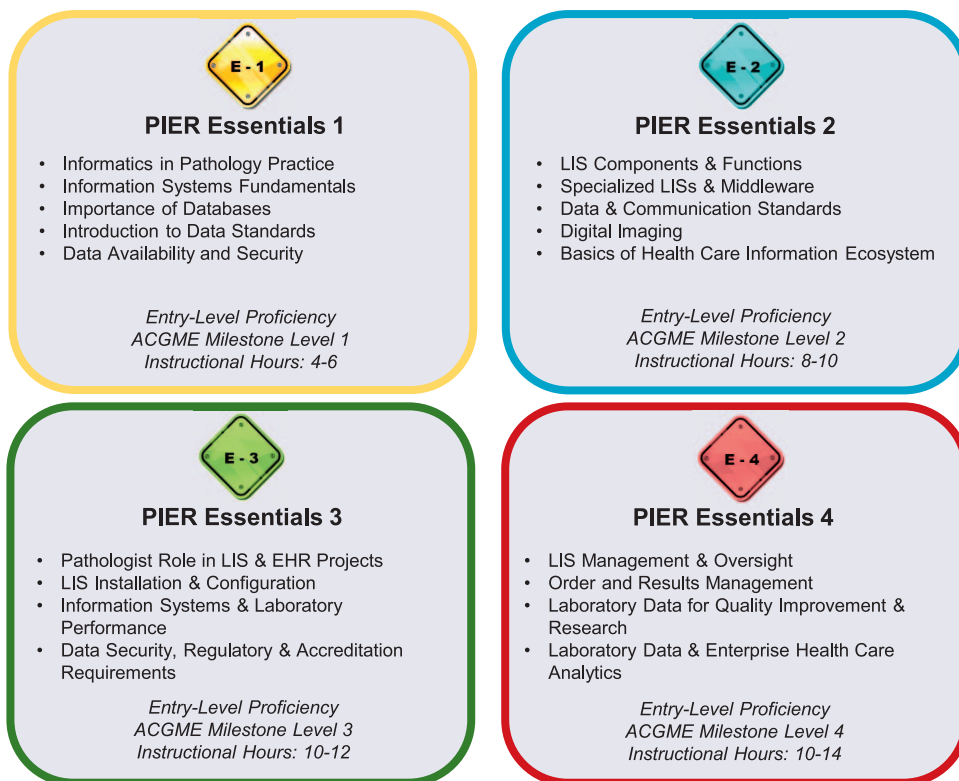 E - 1
PIER Essentials 1
• Informatics in Pathology Practice
• Information Systems Fundamentals
• Importance of Databases
• Introduction to Data Standards
• Data Availability and Security
Entry-Level Proficiency
ACGME Milestone Level 1
Instructional Hours: 4-6
E - 2
PIER Essentials 2
• LIS Components & Functions
• Specialized LISs & Middleware
• Data & Communication Standards
• Digital Imaging
• Basics of Health Care Information Ecosystem
Entry-Level Proficiency
ACGME Milestone Level 2
Instructional Hours: 8-10
E - 3
PIER Essentials 3
• Pathologist Role in LIS & EHR Projects
• LIS Installation & Configuration
• Information Systems & Laboratory
Performance
• Data Security, Regulatory & Accreditation
Requirements
Entry-Level Proficiency
ACGME Milestone Level 3
Instructional Hours: 10-12
E - 4
PIER Essentials 4
• LIS Management & Oversight
• Order and Results Management
• Laboratory Data for Quality Improvement &
Research
• Laboratory Data & Enterprise Health Care
Analytics
Entry-Level Proficiency
ACGME Milestone Level 4
Instructional Hours: 10-14